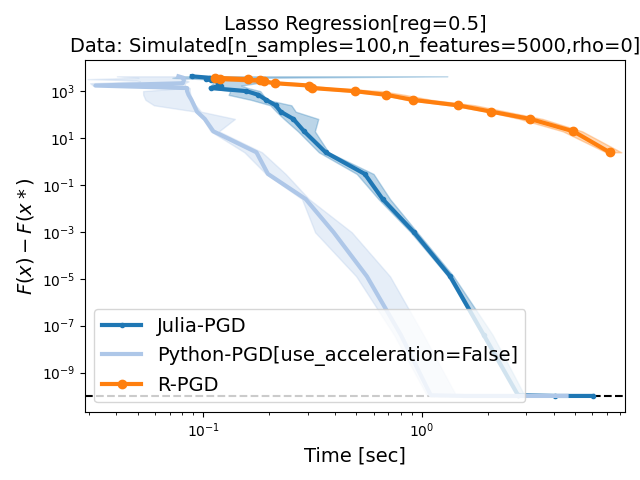 Lasso Regression[reg=0.5]
Data: Simulated[n_samples=100,n_features=5000,rho=0]
F(x) − F(x*)
10³
10¹
10⁻¹
10⁻³
10⁻⁵
10⁻⁷
10⁻⁹
Julia-PGD
Python-PGD[use_acceleration=False]
R-PGD
10⁻¹ 10⁰
Time [sec]